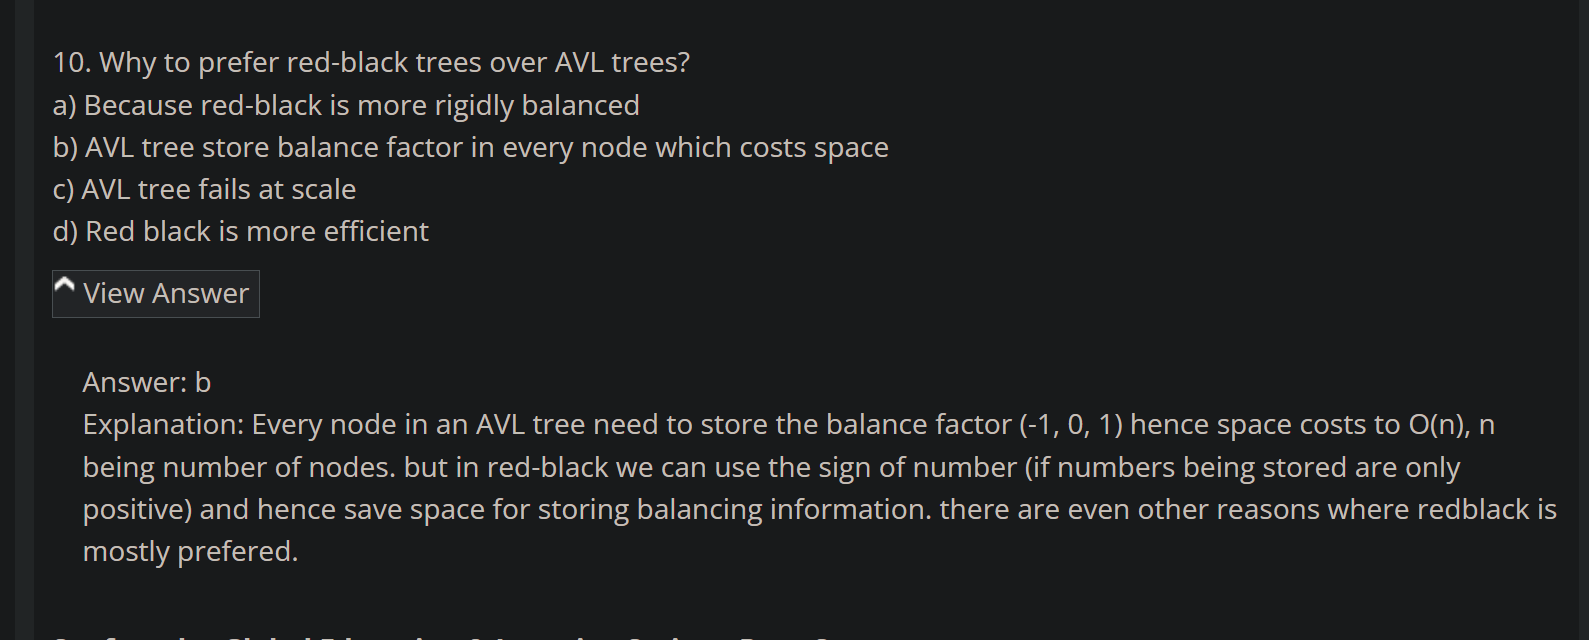 10. Why to prefer red-black trees over AVL trees?
a) Because red-black is more rigidly balanced
b) AVL tree store balance factor in every node which costs space
c) AVL tree fails at scale
d) Red black is more efficient
View Answer
Answer: b
Explanation: Every node in an AVL tree need to store the balance factor (-1, 0, 1) hence space costs to O(n), n
being number of nodes. but in red-black we can use the sign of number (if numbers being stored are only
positive) and hence save space for storing balancing information. there are even other reasons where redblack is
mostly prefered.